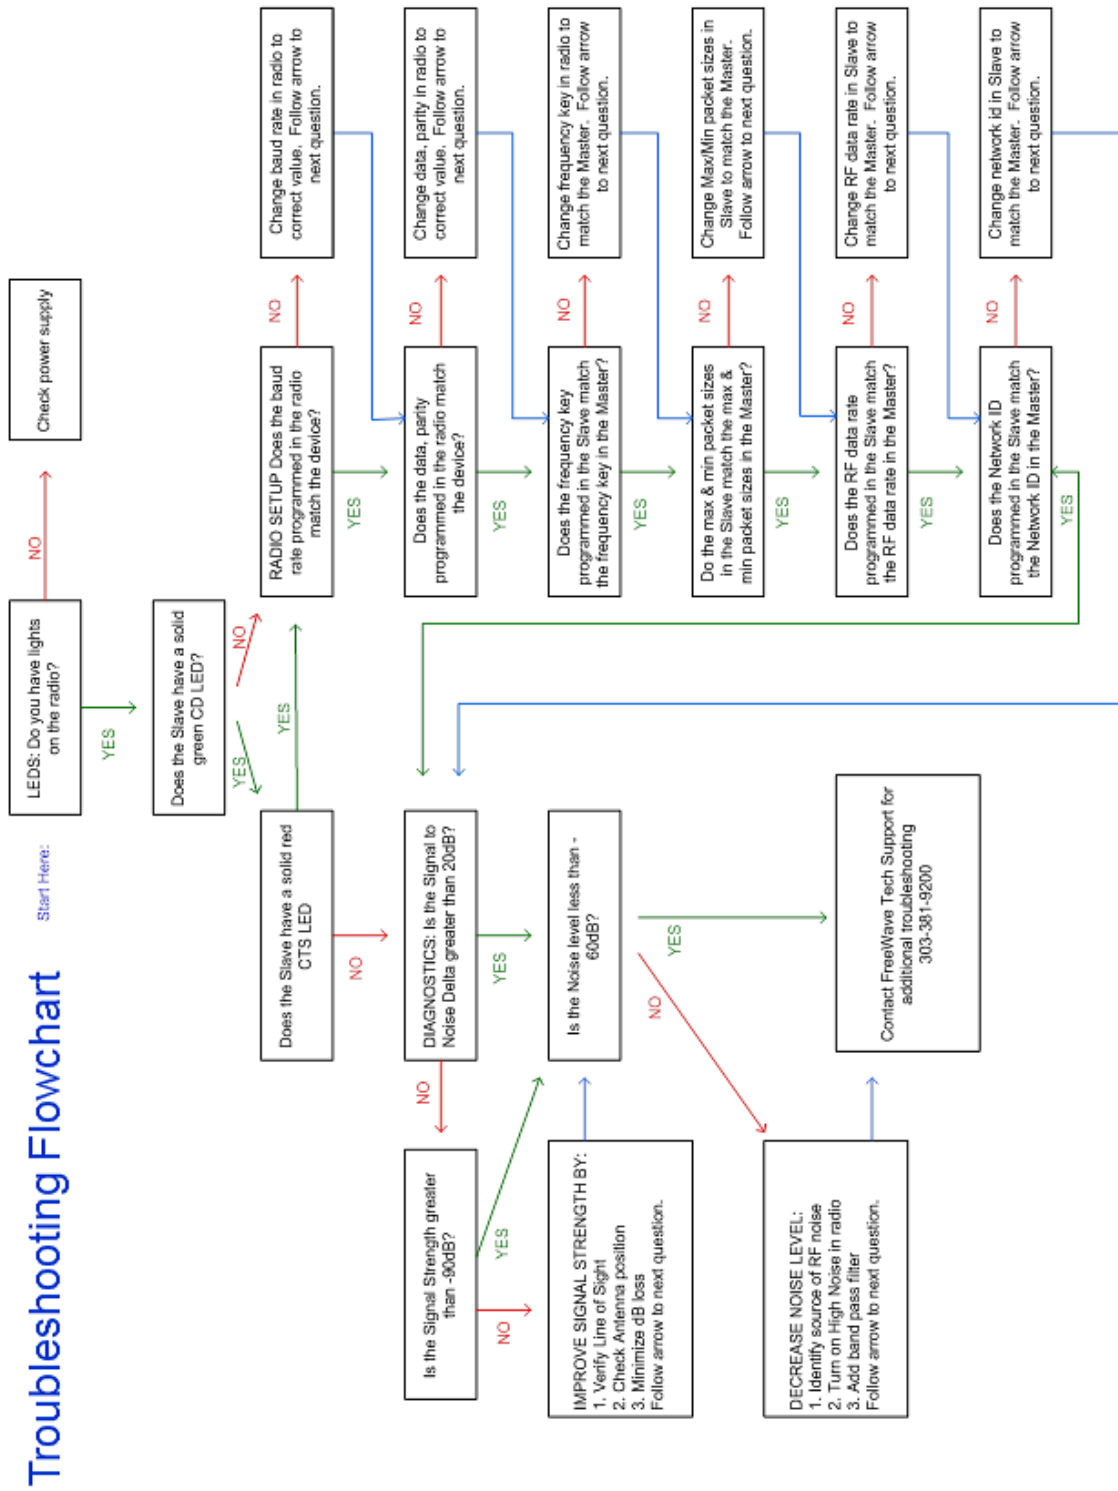 Troubleshooting Flowchart
Start Here:
LEDS: Do you have lights
on the radio?
NO
Check power supply
YES
Does the Slave have a solid
green CD LED?
YES
NO
Does the Slave have a solid red
CTS LED
YES
NO
RADIO SETUP Does the baud
rate programmed in the radio
match the device?
NO
Change baud rate in radio to
correct value. Follow arrow to
next question.
YES
Does the data, parity
programmed in the radio match
the device?
NO
Change data, parity in radio to
correct value. Follow arrow to
next question.
YES
Does the frequency key
programmed in the Slave match
the frequency key in the Master?
NO
Change frequency key in radio to
match the Master. Follow arrow
to next question.
YES
Do the max & min packet sizes
in the Slave match the max &
min packet sizes in the Master?
NO
Change Max/Min packet sizes in
Slave to match the Master.
Follow arrow to next question.
YES
Does the RF data rate
programmed in the Slave match
the RF data rate in the Master?
NO
Change RF data rate in Slave to
match the Master. Follow arrow
to next question.
YES
Does the Network ID
programmed in the Slave match
the Network ID in the Master?
NO
Change network id in Slave to
match the Master. Follow arrow
to next question.
YES
DIAGNOSTICS: Is the Signal to
Noise Delta greater than 20dB?
NO
YES
Is the Signal Strength greater
than -90dB?
YES
NO
IMPROVE SIGNAL STRENGTH BY:
1. Verify Line of Sight
2. Check Antenna position
3. Minimize dB loss
Follow arrow to next question.
Is the Noise level less than -
60dB?
NO
YES
DECREASE NOISE LEVEL:
1. Identify source of RF noise
2. Turn on High Noise in radio
3. Add band pass filter
Follow arrow to next question.
Contact FreeWave Tech Support for
additional troubleshooting
303-381-9200